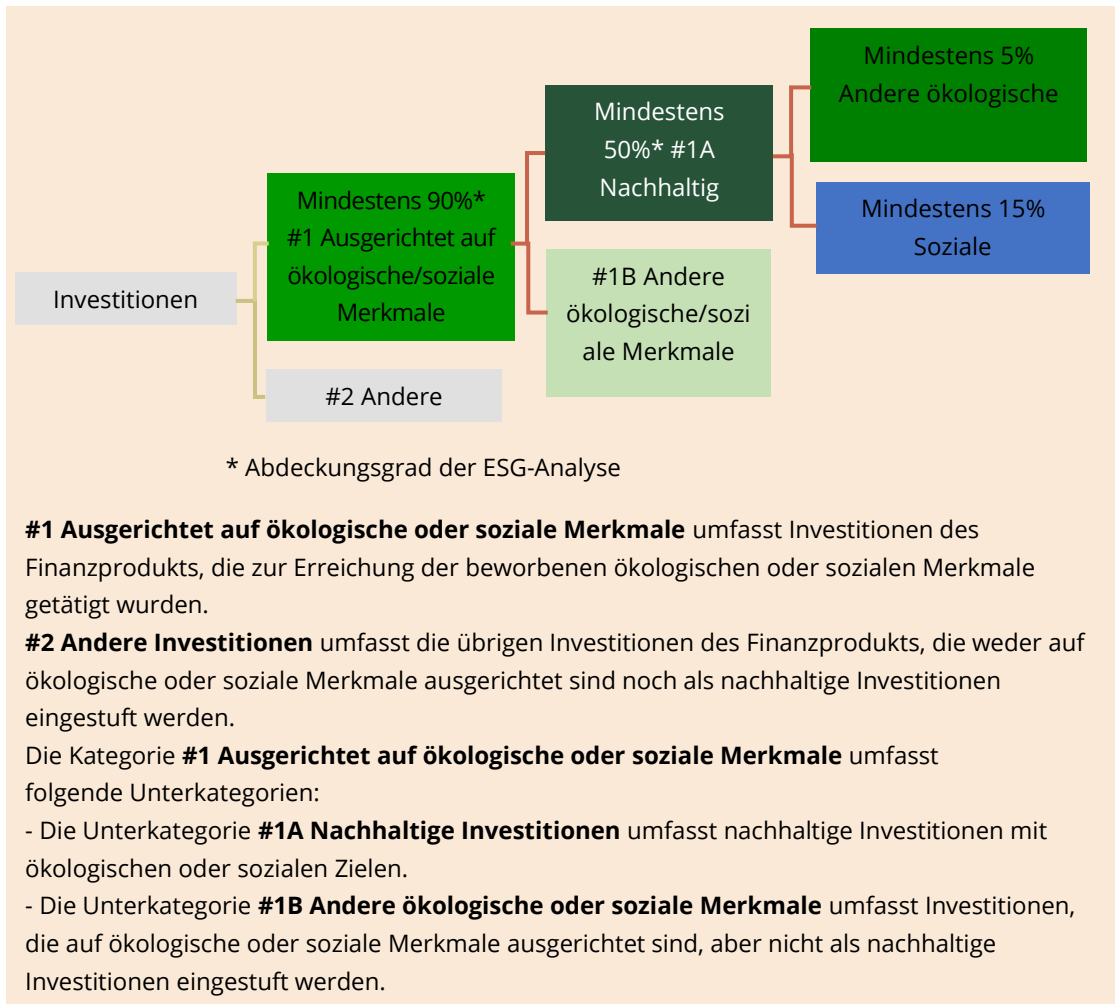 Mindestens 5%
Andere ökologische
Mindestens
50%* #1A
Nachhaltig
Mindestens 90%*
#1 Ausgerichtet auf
ökologische/soziale
Merkmale
Mindestens 15%
Soziale
Investitionen
#1B Andere
ökologische/sozi
ale Merkmale
#2 Andere
* Abdeckungsgrad der ESG-Analyse
#1 Ausgerichtet auf ökologische oder soziale Merkmale umfasst Investitionen des
Finanzprodukts, die zur Erreichung der beworbenen ökologischen oder sozialen Merkmale
getätigt wurden.
#2 Andere Investitionen umfasst die übrigen Investitionen des Finanzprodukts, die weder auf
ökologische oder soziale Merkmale ausgerichtet sind noch als nachhaltige Investitionen
eingestuft werden.
Die Kategorie #1 Ausgerichtet auf ökologische oder soziale Merkmale umfasst
folgende Unterkategorien:
- Die Unterkategorie #1A Nachhaltige Investitionen umfasst nachhaltige Investitionen mit
ökologischen oder sozialen Zielen.
- Die Unterkategorie #1B Andere ökologische oder soziale Merkmale umfasst Investitionen,
die auf ökologische oder soziale Merkmale ausgerichtet sind, aber nicht als nachhaltige
Investitionen eingestuft werden.